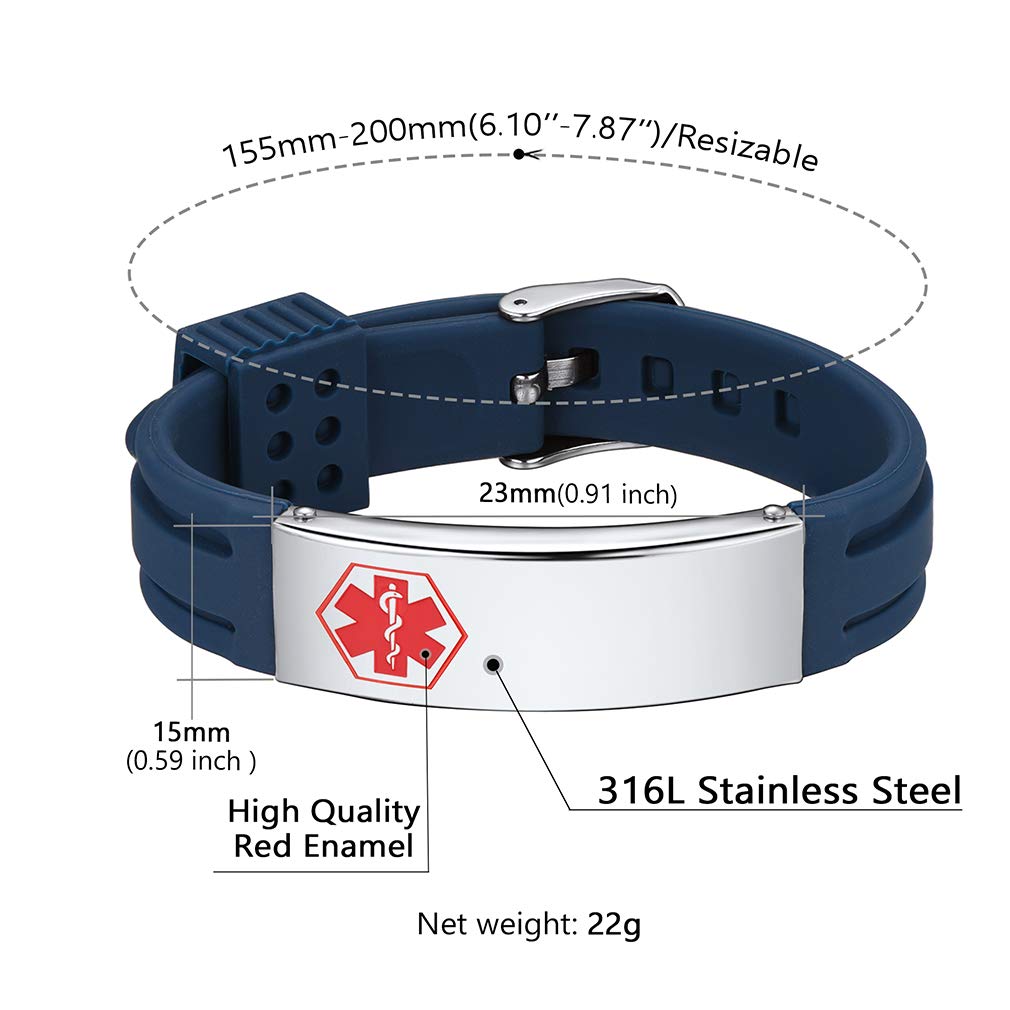 155mm-200mm(6.10’’-7.87’’)/Resizable
23mm(0.91 inch)
15mm
(0.59 inch )
High Quality
Red Enamel
316L Stainless Steel
Net weight: 22g